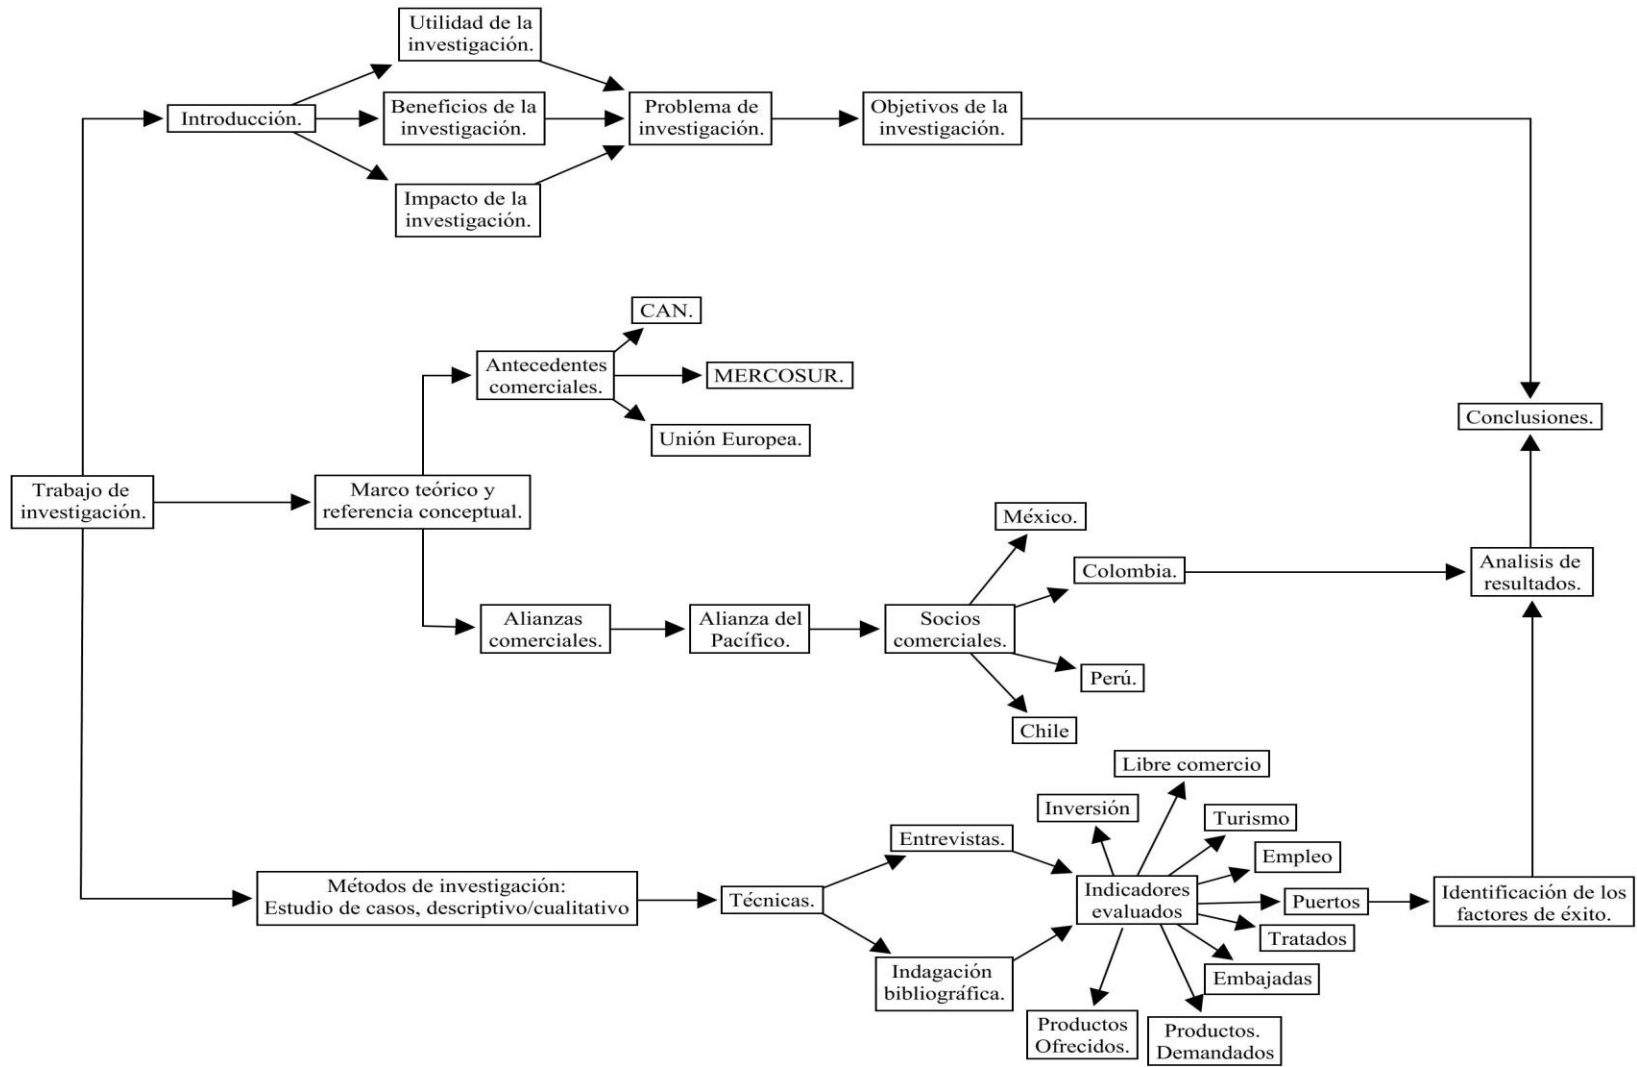 Utilidad de la
investigación.
Introducción.
Beneficios de la
investigación.
Problema de
investigación.
Objetivos de la
investigación.
Impacto de la
investigación.
CAN.
Antecedentes
comerciales.
MERCOSUR.
Unión Europea.
Conclusiones.
Trabajo de
investigación.
Marco teórico y
referencia conceptual.
México.
Colombia.
Analisis de
resultados.
Alianzas
comerciales.
Alianza del
Pacífico.
Socios
comerciales.
Perú.
Chile
Libre comercio
Inversión
Turismo
Entrevistas.
Empleo
Métodos de investigación:
Estudio de casos, descriptivo/cualitativo
Técnicas.
Indicadores
evaluados
Puertos
Identificación de los
factores de éxito.
Tratados
Indagación
bibliográfica.
Embajadas
Productos
Ofrecidos.
Productos.
Demandados